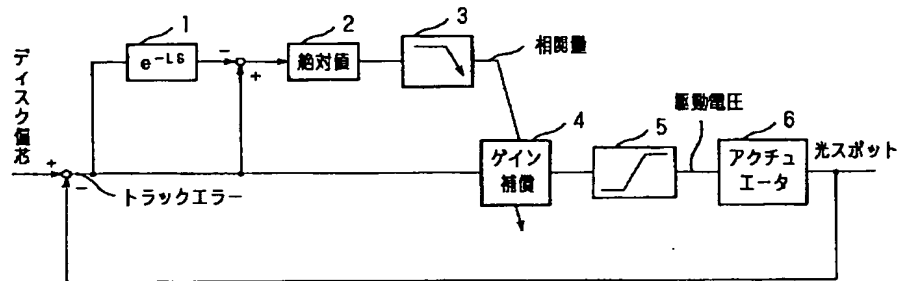 1
2
3
e–LS
–
+
絶対値
相関量
ディスク偏芯
+
–
トラックエラー
4
ゲイン
補償
5
駆動電圧
6
アクチュ
エータ
光スポット